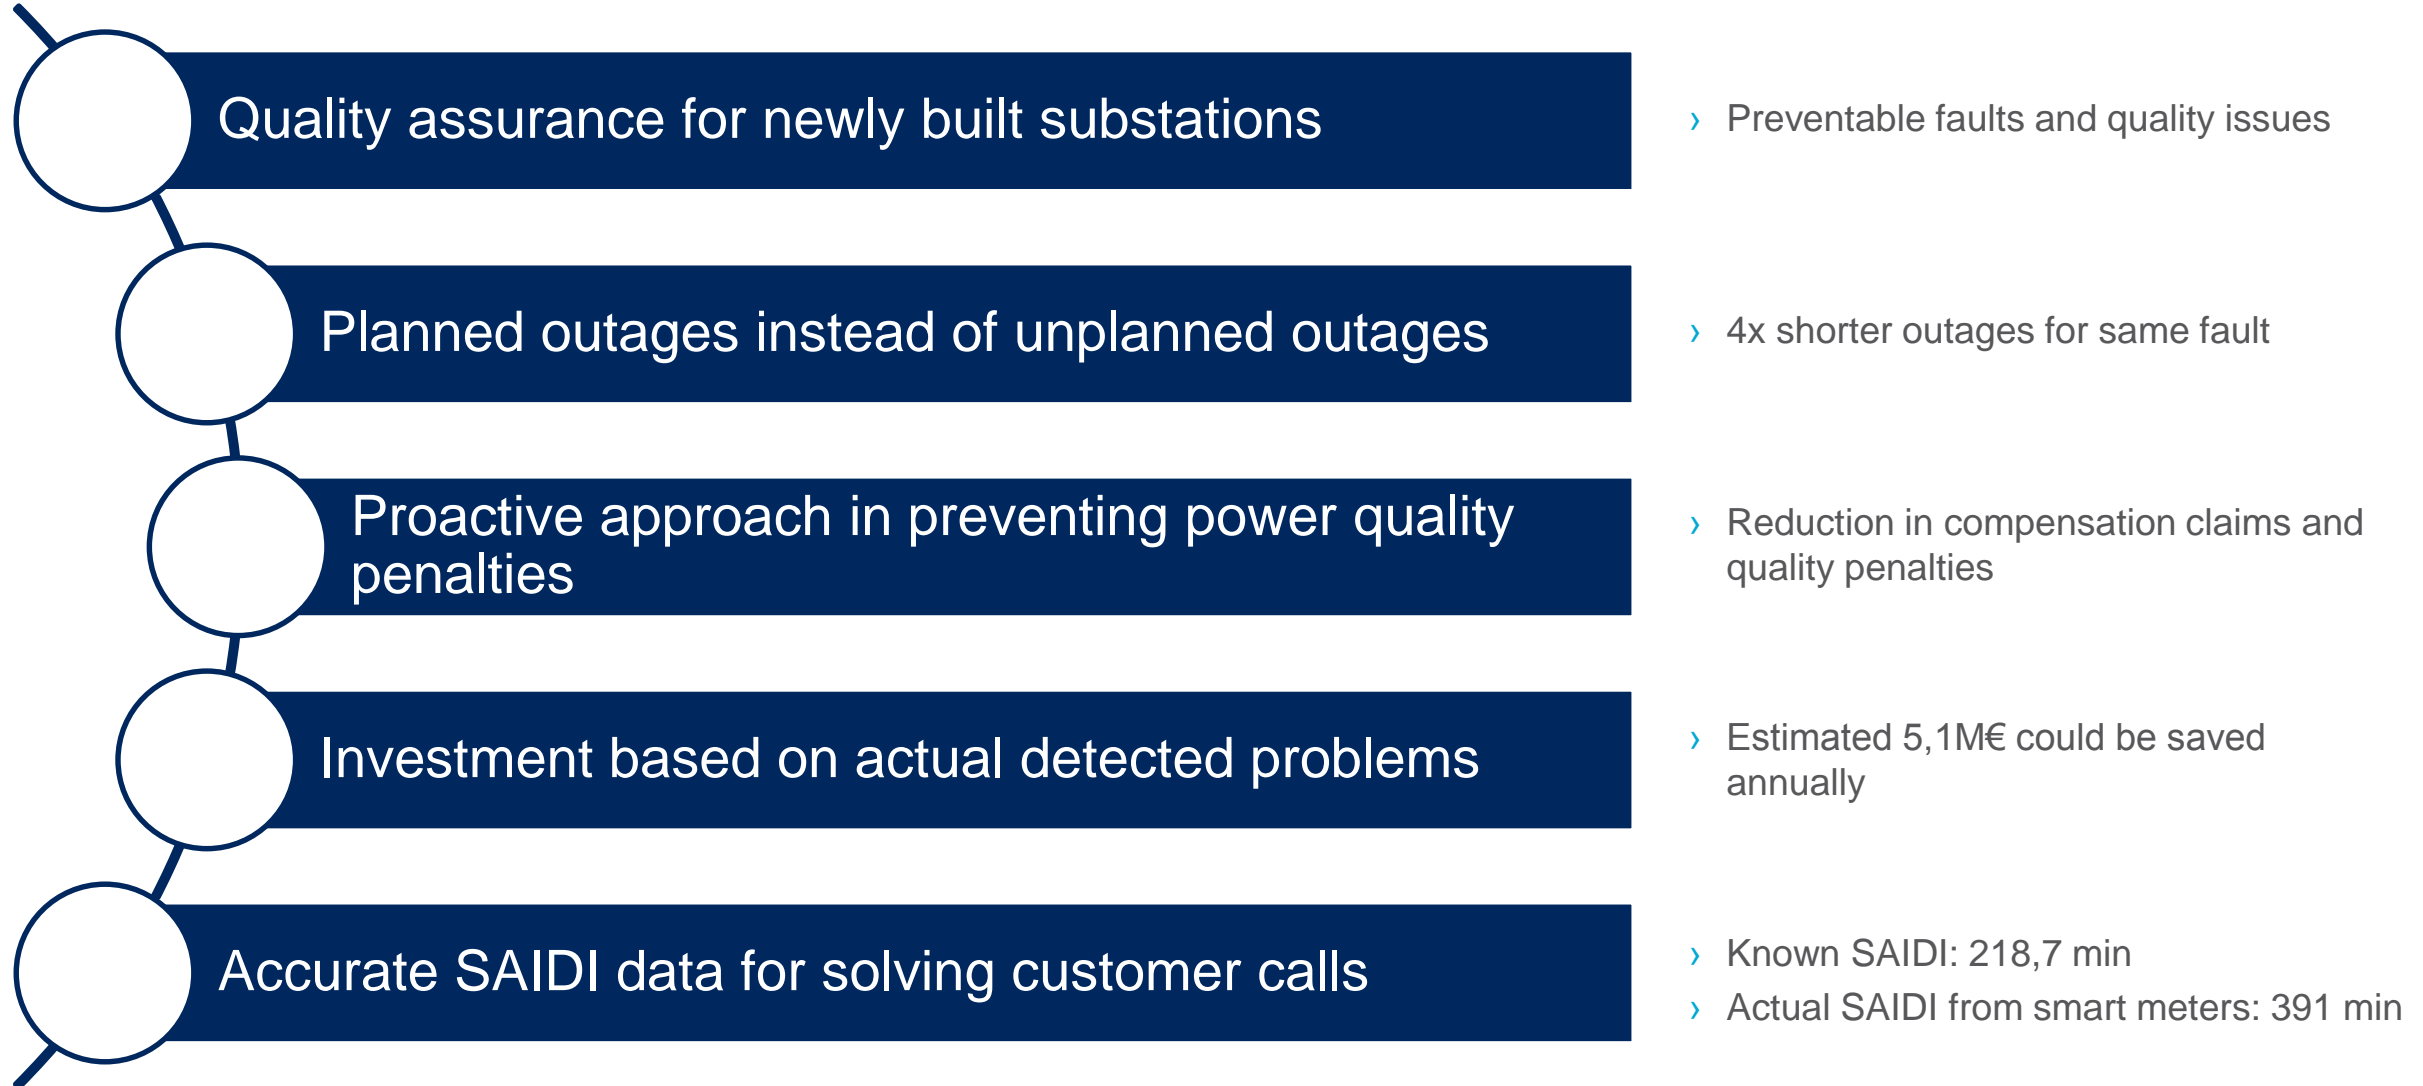 Quality assurance for newly built substations
› Preventable faults and quality issues
Planned outages instead of unplanned outages
› 4x shorter outages for same fault
Proactive approach in preventing power quality
penalties
› Reduction in compensation claims and
quality penalties
Investment based on actual detected problems
› Estimated 5,1M€ could be saved
annually
Accurate SAIDI data for solving customer calls
› Known SAIDI: 218,7 min
› Actual SAIDI from smart meters: 391 min